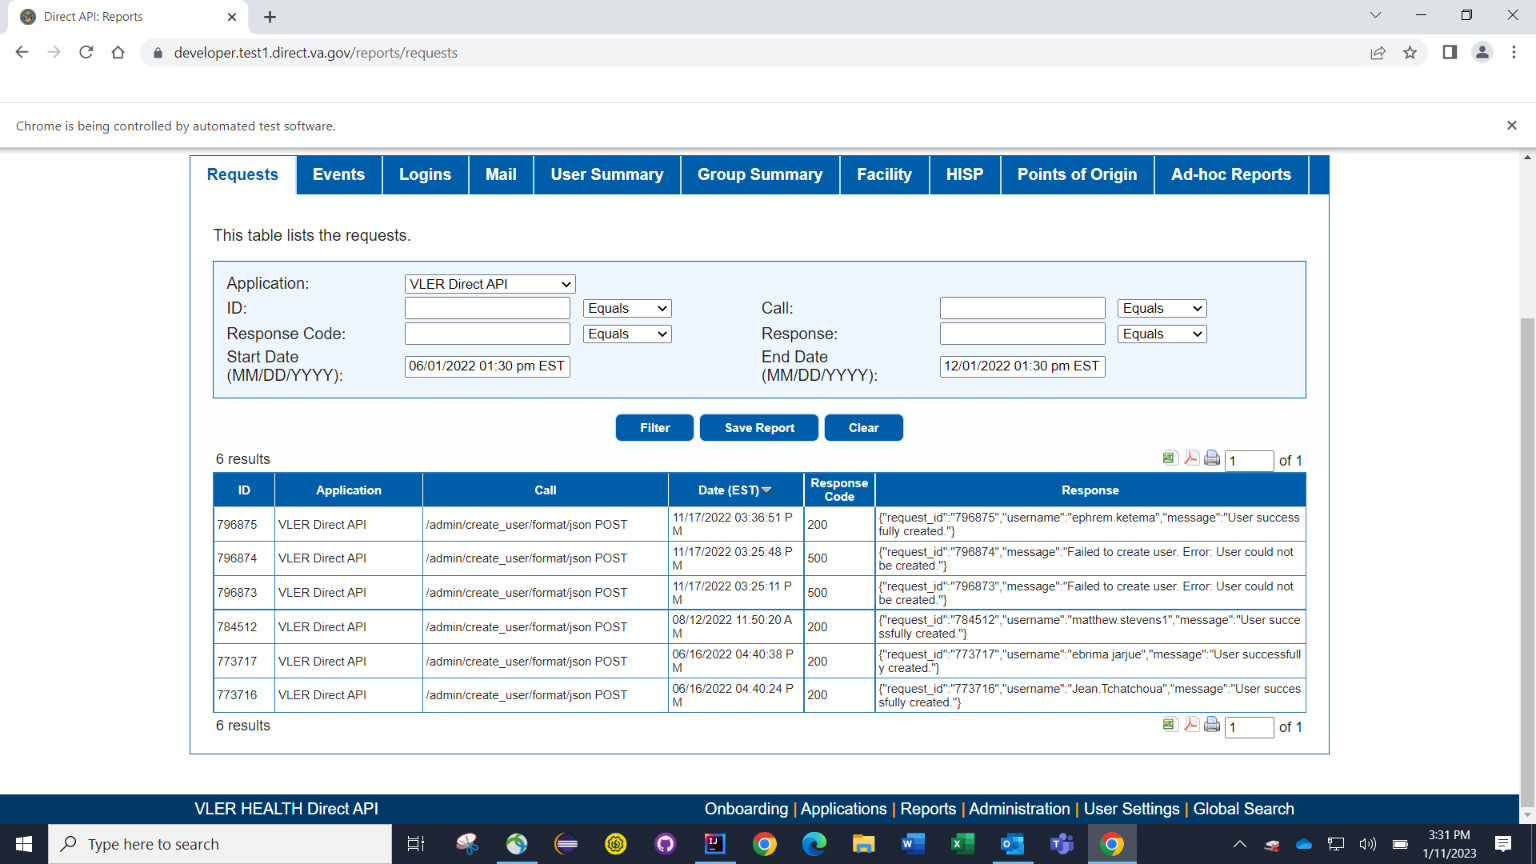 Direct API: Reports
developer.test1.direct.va.gov/reports/requests
Chrome is being controlled by automated test software.
Requests Events Logins Mail User Summary Group Summary Facility HISP Points of Origin Ad-hoc Reports
This table lists the requests.
Application: VLER Direct API
ID: Equals Call: Equals
Response Code: Equals Response: Equals
Start Date
(MM/DD/YYYY): 06/01/2022 01:30 pm EST
End Date
(MM/DD/YYYY): 12/01/2022 01:30 pm EST
Filter Save Report Clear
6 results 1 of 1
ID Application Call Date (EST) Response Code Response
796875 VLER Direct API /admin/create_user/format/json POST 11/17/2022 03:36:51 P
M 200 {"request_id":"796875","username":"ephrem.ketema","message":"User success
fully created."}
796874 VLER Direct API /admin/create_user/format/json POST 11/17/2022 03:25:48 P
M 500 {"request_id":"796874","message":"Failed to create user. Error: User could not
be created."}
796873 VLER Direct API /admin/create_user/format/json POST 11/17/2022 03:25:11 P
M 500 {"request_id":"796873","message":"Failed to create user. Error: User could not
be created."}
784512 VLER Direct API /admin/create_user/format/json POST 08/12/2022 11:50:20 A
M 200 {"request_id":"784512","username":"matthew.stevens1","message":"User succe
ssfully created."}
773717 VLER Direct API /admin/create_user/format/json POST 06/16/2022 04:40:38 P
M 200 {"request_id":"773717","username":"ebrima.jarjue","message":"User successfull
y created."}
773716 VLER Direct API /admin/create_user/format/json POST 06/16/2022 04:40:24 P
M 200 {"request_id":"773716","username":"Jean.Tchatchoua","message":"User succes
sfully created."}
6 results 1 of 1
VLER HEALTH Direct API Onboarding | Applications | Reports | Administration | User Settings | Global Search
Type here to search
3:31 PM
1/11/2023